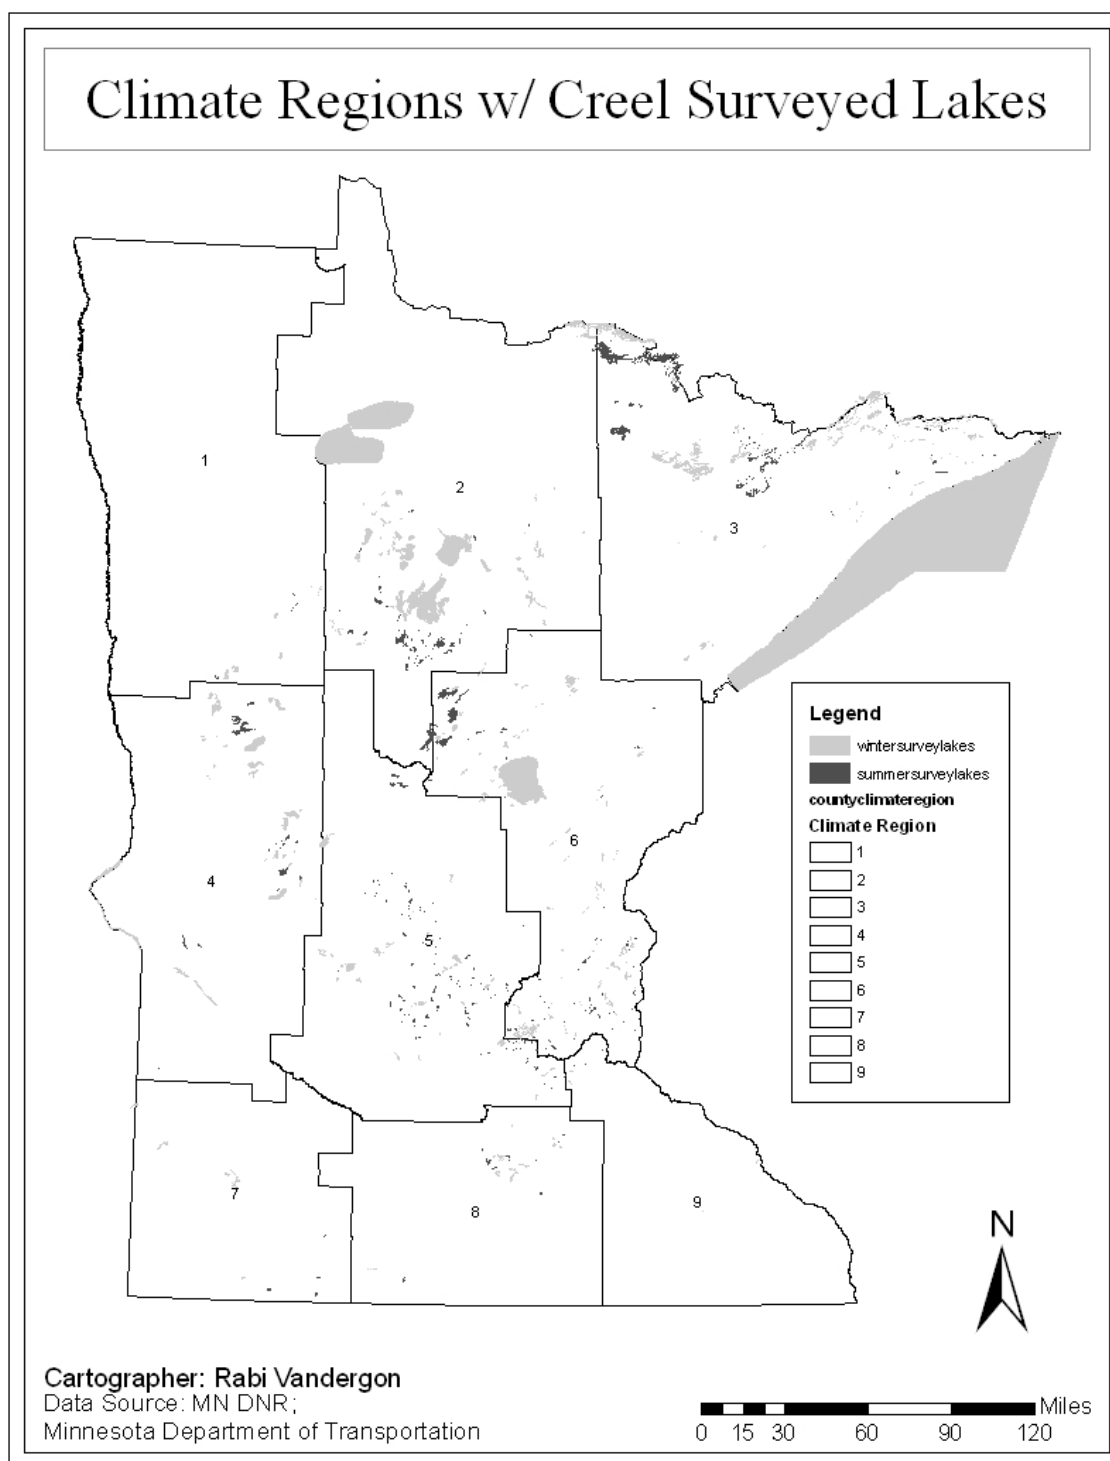 Climate Regions w/ Creel Surveyed Lakes
1
2
3
4
5
6
7
8
9
Legend
wintersurveylakes
summersurveylakes
countyclimateregion
Climate Region
1
2
3
4
5
6
7
8
9
N
Cartographer: Rabi Vandergon
Data Source: MN DNR;
Minnesota Department of Transportation
Miles
0 15 30 60 90 120